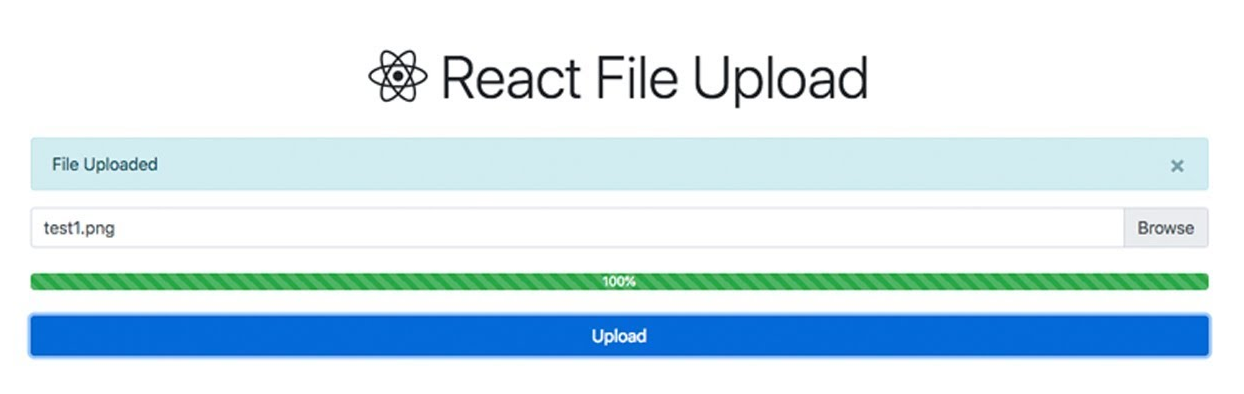 React File Upload
File Uploaded ×
test1.png Browse
100%
Upload